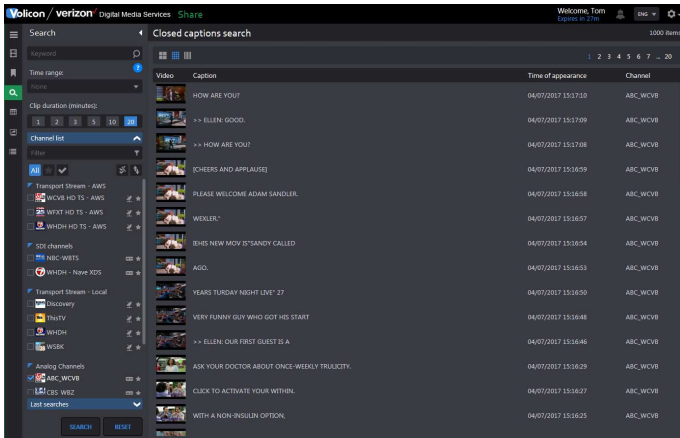 Volicon / verizon✓ Digital Media Services Share
Welcome, Tom
Expires in 27m
ENG
Search
Closed captions search
1000 items
Keyword
Time range:
None
Clip duration (minutes):
1 2 3 5 10 20
Channel list
Filter
All
Transport Stream - AWS
WCVB HD TS - AWS
WFXT HD TS - AWS
WHDH HD TS - AWS
SDI channels
NBC-WBTS
WHDH - Nave XDS
Transport Stream - Local
Discovery
ThisTV
WHDH
WSBK
Analog Channels
ABC_WCVB
CBS WBZ
Last searches
SEARCH RESET
1 2 3 4 5 6 7 ... 20
Video Caption Time of appearance Channel
HOW ARE YOU? 04/07/2017 15:17:10 ABC_WCVB
>> ELLEN: GOOD. 04/07/2017 15:17:09 ABC_WCVB
>> HOW ARE YOU? 04/07/2017 15:17:08 ABC_WCVB
[CHEERS AND APPLAUSE] 04/07/2017 15:16:59 ABC_WCVB
PLEASE WELCOME ADAM SANDLER. 04/07/2017 15:16:58 ABC_WCVB
WEXLER." 04/07/2017 15:16:57 ABC_WCVB
IEHIS NEW MOV IS"SANDY CALLED 04/07/2017 15:16:54 ABC_WCVB
AGO. 04/07/2017 15:16:53 ABC_WCVB
YEARS TURDAY NIGHT LIVE" 27 04/07/2017 15:16:50 ABC_WCVB
VERY FUNNY GUY WHO GOT HIS START 04/07/2017 15:16:48 ABC_WCVB
>> ELLEN: OUR FIRST GUEST IS A 04/07/2017 15:16:46 ABC_WCVB
ASK YOUR DOCTOR ABOUT ONCE-WEEKLY TRULICITY. 04/07/2017 15:16:29 ABC_WCVB
CLICK TO ACTIVATE YOUR WITHIN. 04/07/2017 15:16:27 ABC_WCVB
WITH A NON-INSULIN OPTION, 04/07/2017 15:16:25 ABC_WCVB